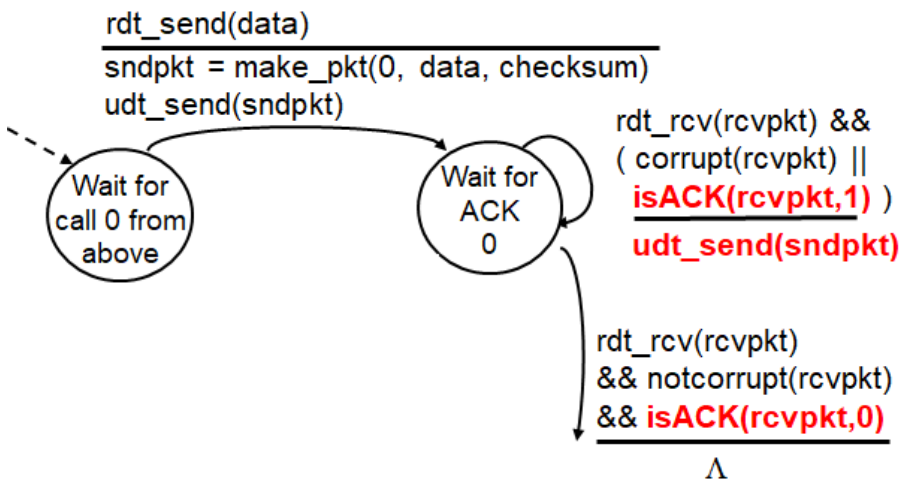 rdt_send(data)
sndpkt = make_pkt(0, data, checksum)
udt_send(sndpkt)
Wait for
call 0 from
above
Wait for
ACK
0
rdt_rcv(rcvpkt) &&
( corrupt(rcvpkt) ||
isACK(rcvpkt,1) )
udt_send(sndpkt)
rdt_rcv(rcvpkt)
&& notcorrupt(rcvpkt)
&& isACK(rcvpkt,0)
Λ